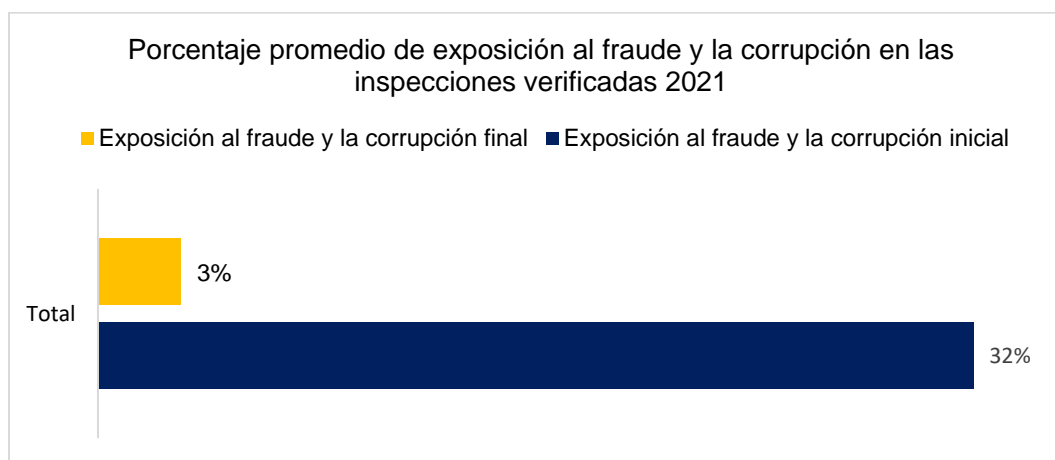 Porcentaje promedio de exposición al fraude y la corrupción en las
inspecciones verificadas 2021
Exposición al fraude y la corrupción final Exposición al fraude y la corrupción inicial
3%
Total
32%